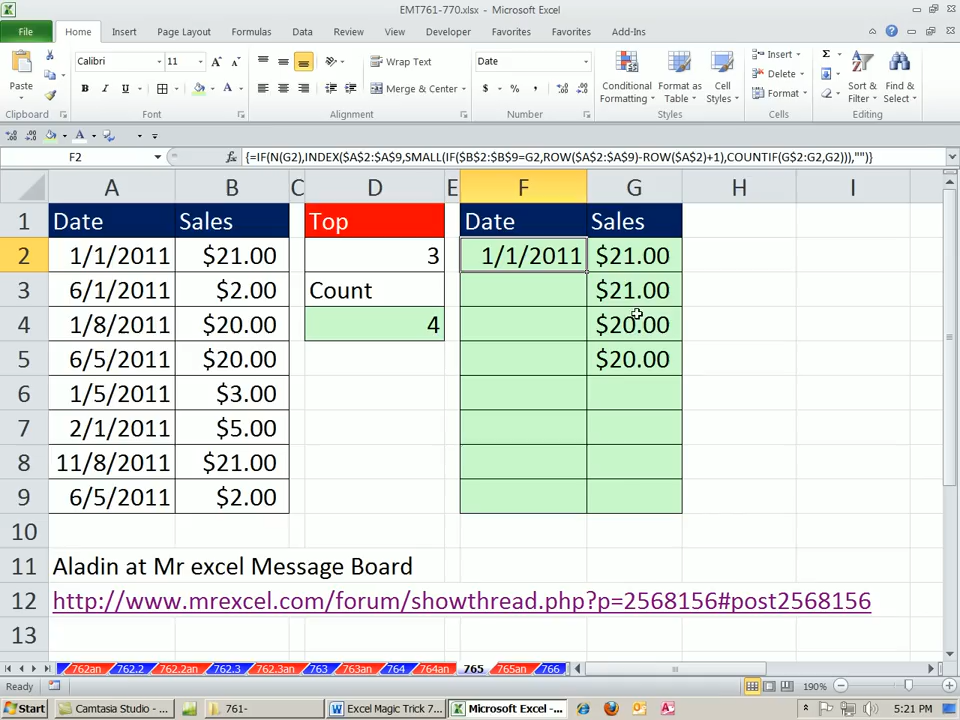 EMT761-770.xlsx - Microsoft Excel
File Home Insert Page Layout Formulas Data Review View Developer Favorites Favorites Add-Ins
Calibri 11 Wrap Text Date Insert Σ
Paste B I U Merge & Center $ % , Conditional Formatting Format as Table Cell Styles Delete Format Sort & Filter Find & Select
Clipboard Font Alignment Number Styles Cells Editing
F2 fx {=IF(N(G2),INDEX($A$2:$A$9,SMALL(IF($B$2:$B$9=G2,ROW($A$2:$A$9)-ROW($A$2)+1),COUNTIF(G$2:G2,G2))),"")}
A B C D E F G H I
1 Date Sales Top Date Sales
2 1/1/2011 $21.00 3 1/1/2011 $21.00
3 6/1/2011 $2.00 Count $21.00
4 1/8/2011 $20.00 4 $20.00
5 6/5/2011 $20.00 $20.00
6 1/5/2011 $3.00
7 2/1/2011 $5.00
8 11/8/2011 $21.00
9 6/5/2011 $2.00
10
11 Aladin at Mr excel Message Board
12 http://www.mrexcel.com/forum/showthread.php?p=2568156#post2568156
13
762an 762.2 762.2an 762.3 762.3an 763 763an 764 764an 765 765an 766
Ready 190%
Start Camtasia Studio - ... 761- Excel Magic Trick 7... Microsoft Excel -... 5:21 PM